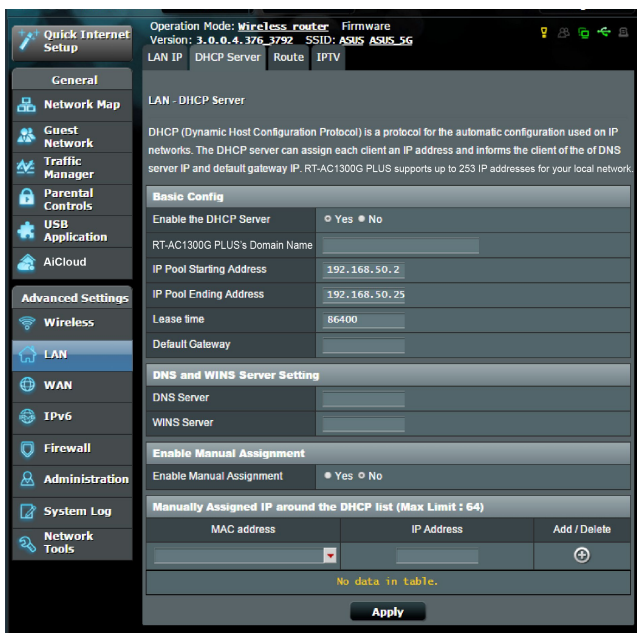 Quick Internet
Setup
General
Network Map
Guest
Network
Traffic
Manager
Parental
Controls
USB
Application
AiCloud
Advanced Settings
Wireless
LAN
WAN
IPv6
Firewall
Administration
System Log
Network
Tools
Operation Mode: Wireless router Firmware
Version: 3.0.0.4.376_3792 SSID: ASUS ASUS_5G
LAN IP DHCP Server Route IPTV
LAN - DHCP Server
DHCP (Dynamic Host Configuration Protocol) is a protocol for the automatic configuration used on IP
networks. The DHCP server can assign each client an IP address and informs the client of the of DNS
server IP and default gateway IP. RT-AC1300G PLUS supports up to 253 IP addresses for your local network.
Basic Config
Enable the DHCP Server Yes No
RT-AC1300G PLUS's Domain Name
IP Pool Starting Address 192.168.50.2
IP Pool Ending Address 192.168.50.25
Lease time 86400
Default Gateway
DNS and WINS Server Setting
DNS Server
WINS Server
Enable Manual Assignment
Enable Manual Assignment Yes No
Manually Assigned IP around the DHCP list (Max Limit : 64)
MAC address IP Address Add / Delete
No data in table.
Apply